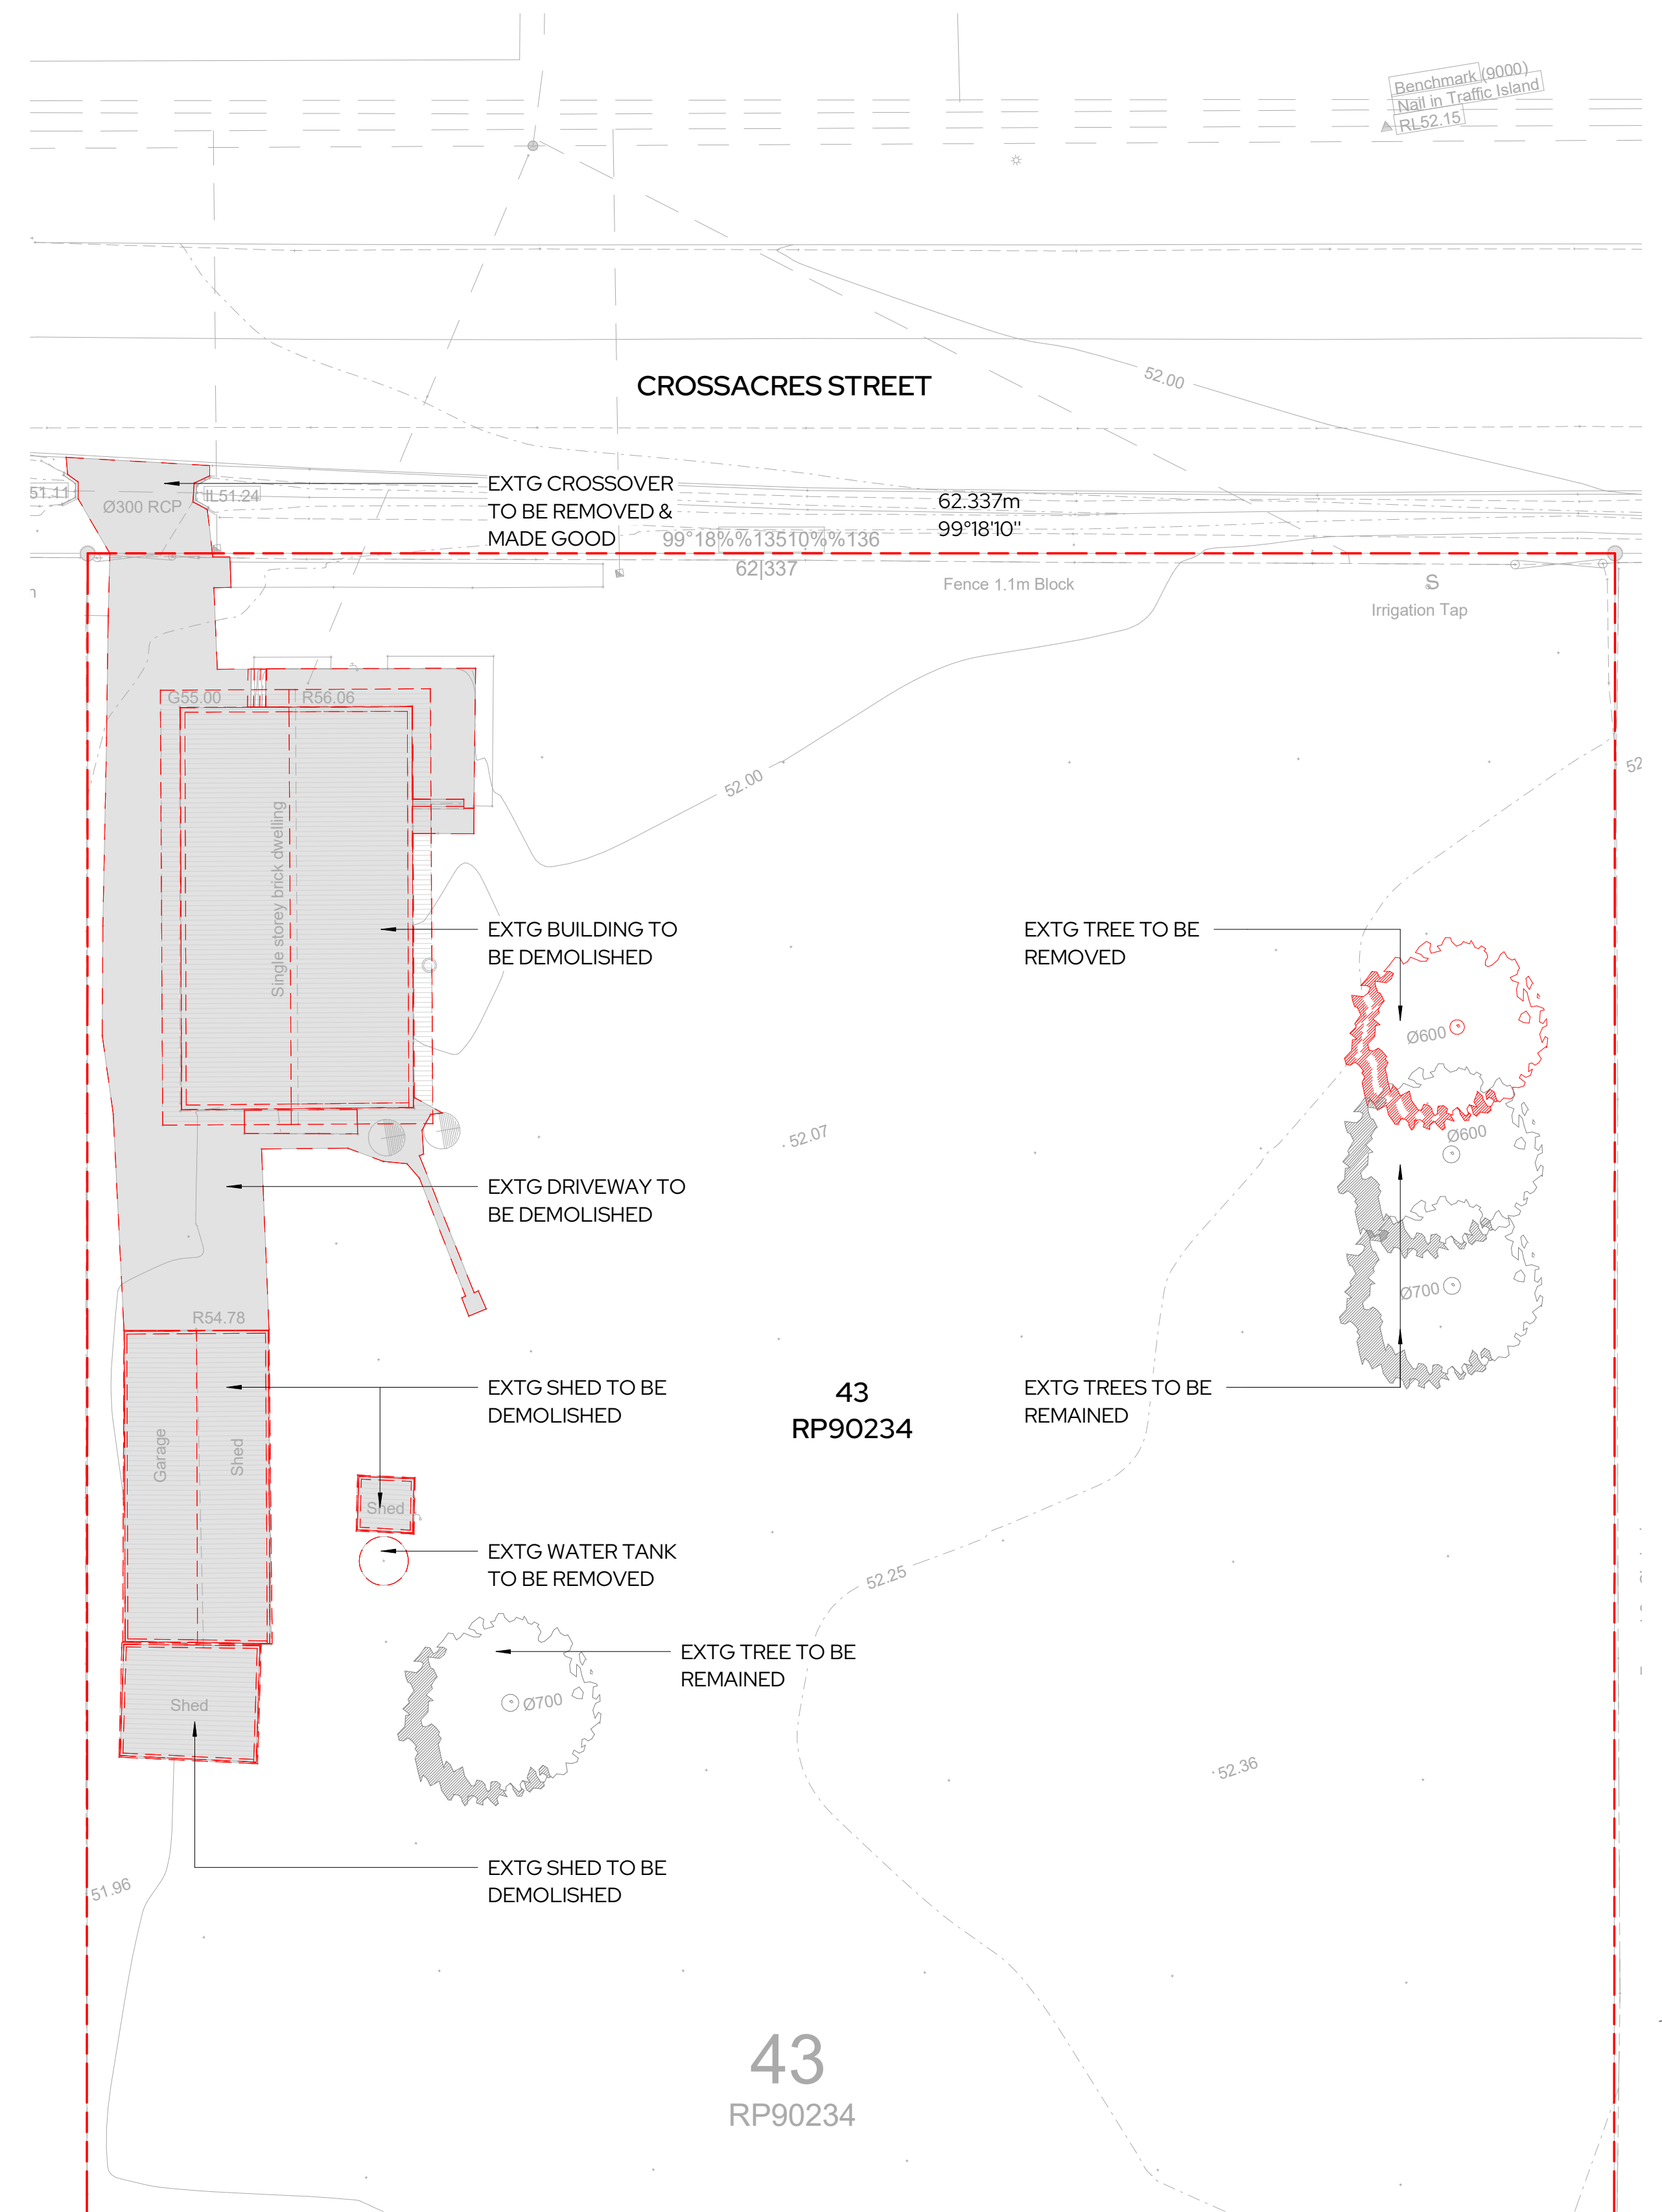 Benchmark (9000)
Nail in Traffic Island
RL52.15
CROSSACRES STREET
52.00
EXTG CROSSOVER
TO BE REMOVED &
MADE GOOD
51.11
IL51.24
Ø300 RCP
62.337m
99°18'10"
99°18%%13510%%136
62|337
Fence 1.1m Block
S
Irrigation Tap
G55.00
R56.06
52.00
52
Single storey brick dwelling
EXTG BUILDING TO
BE DEMOLISHED
EXTG TREE TO BE
REMOVED
Ø600
Ø600
52.07
EXTG DRIVEWAY TO
BE DEMOLISHED
Ø700
R54.78
EXTG SHED TO BE
DEMOLISHED
43
RP90234
EXTG TREES TO BE
REMAINED
Garage
Shed
Shed
EXTG WATER TANK
TO BE REMOVED
52.25
EXTG TREE TO BE
REMAINED
Ø700
Shed
52.36
EXTG SHED TO BE
DEMOLISHED
51.96
43
RP90234